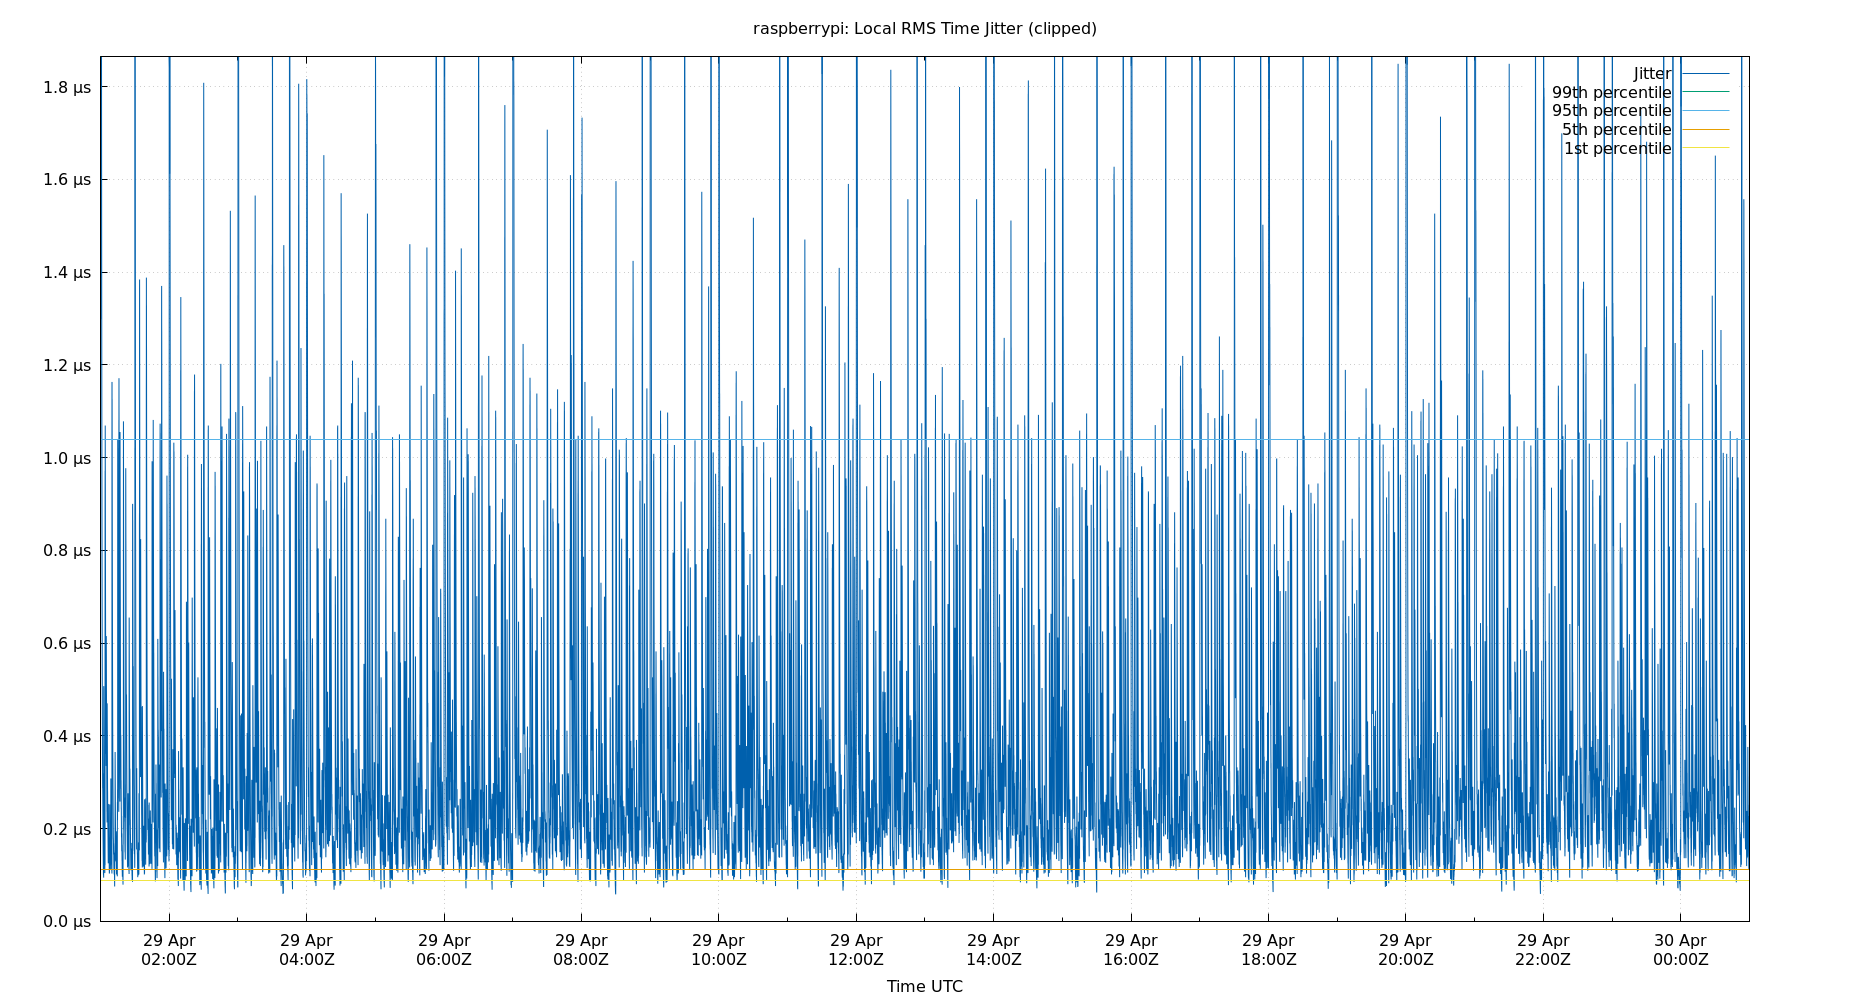 raspberrypi: Local RMS Time Jitter (clipped)
1.8 µs
1.6 µs
1.4 µs
1.2 µs
1.0 µs
0.8 µs
0.6 µs
0.4 µs
0.2 µs
0.0 µs
Jitter
99th percentile
95th percentile
5th percentile
1st percentile
29 Apr
02:00Z
29 Apr
04:00Z
29 Apr
06:00Z
29 Apr
08:00Z
29 Apr
10:00Z
29 Apr
12:00Z
29 Apr
14:00Z
29 Apr
16:00Z
29 Apr
18:00Z
29 Apr
20:00Z
29 Apr
22:00Z
30 Apr
00:00Z
Time UTC